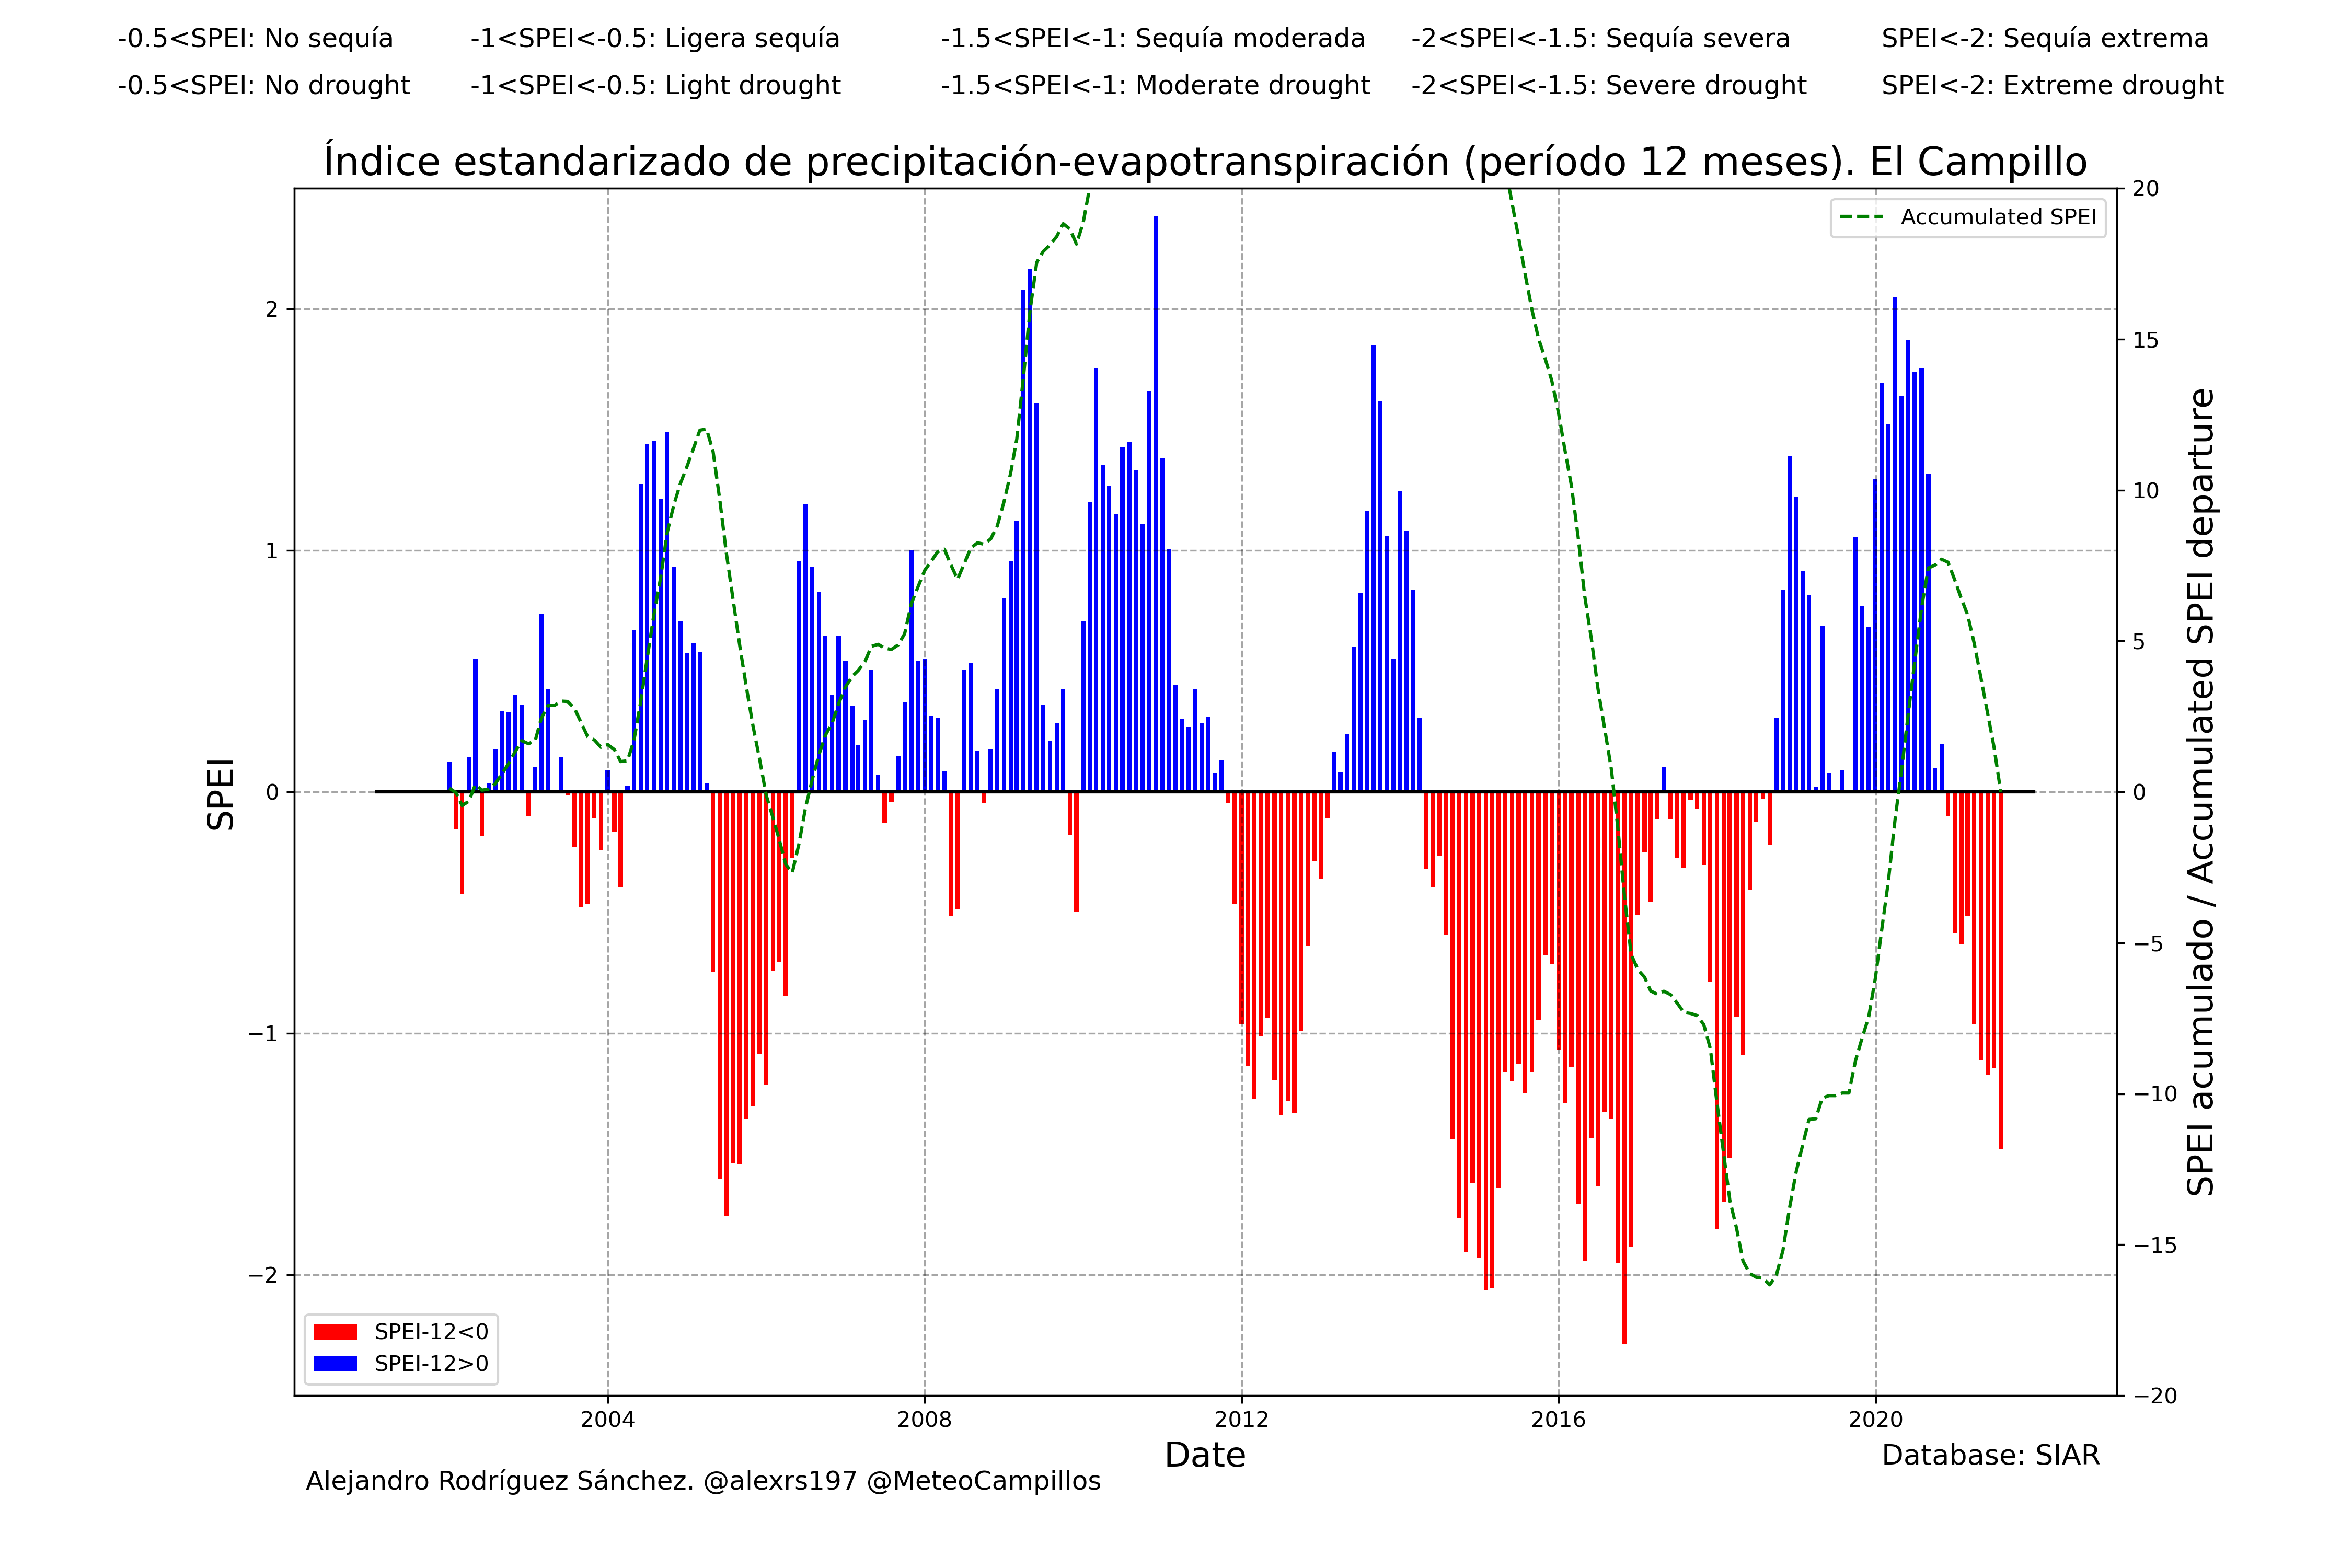 -0.5<SPEI: No sequía -1<SPEI<-0.5: Ligera sequía -1.5<SPEI<-1: Sequía moderada -2<SPEI<-1.5: Sequía severa SPEI<-2: Sequía extrema
-0.5<SPEI: No drought -1<SPEI<-0.5: Light drought -1.5<SPEI<-1: Moderate drought -2<SPEI<-1.5: Severe drought SPEI<-2: Extreme drought
Índice estandarizado de precipitación-evapotranspiración (período 12 meses). El Campillo
Accumulated SPEI
SPEI
2
1
0
−1
−2
20
15
10
5
0
−5
−10
−15
−20
SPEI acumulado / Accumulated SPEI departure
SPEI-12<0
SPEI-12>0
2004 2008 2012 2016 2020
Date
Database: SIAR
Alejandro Rodríguez Sánchez. @alexrs197 @MeteoCampillos